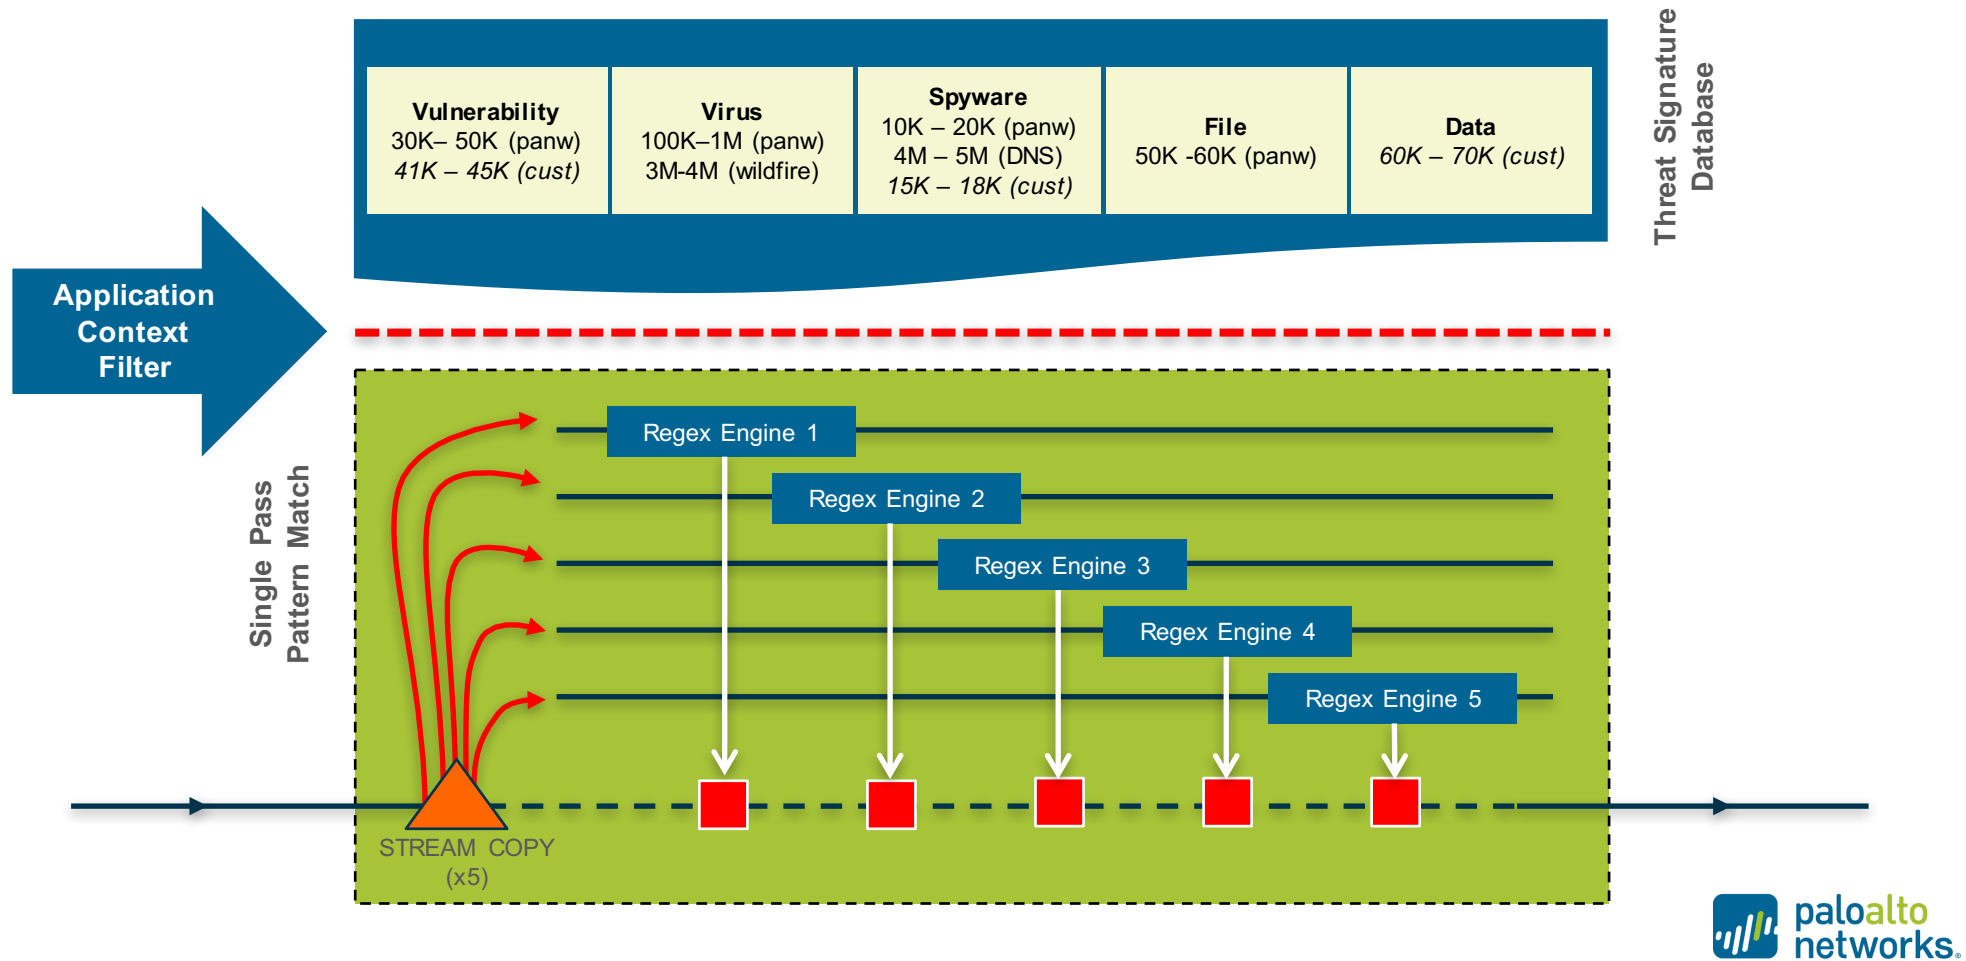 Threat Signature
Database
Vulnerability
30K– 50K (panw)
41K – 45K (cust)
Virus
100K–1M (panw)
3M-4M (wildfire)
Spyware
10K – 20K (panw)
4M – 5M (DNS)
15K – 18K (cust)
File
50K -60K (panw)
Data
60K – 70K (cust)
Application
Context
Filter
Single Pass
Pattern Match
Regex Engine 1
Regex Engine 2
Regex Engine 3
Regex Engine 4
Regex Engine 5
STREAM COPY
(x5)
paloalto
networks.